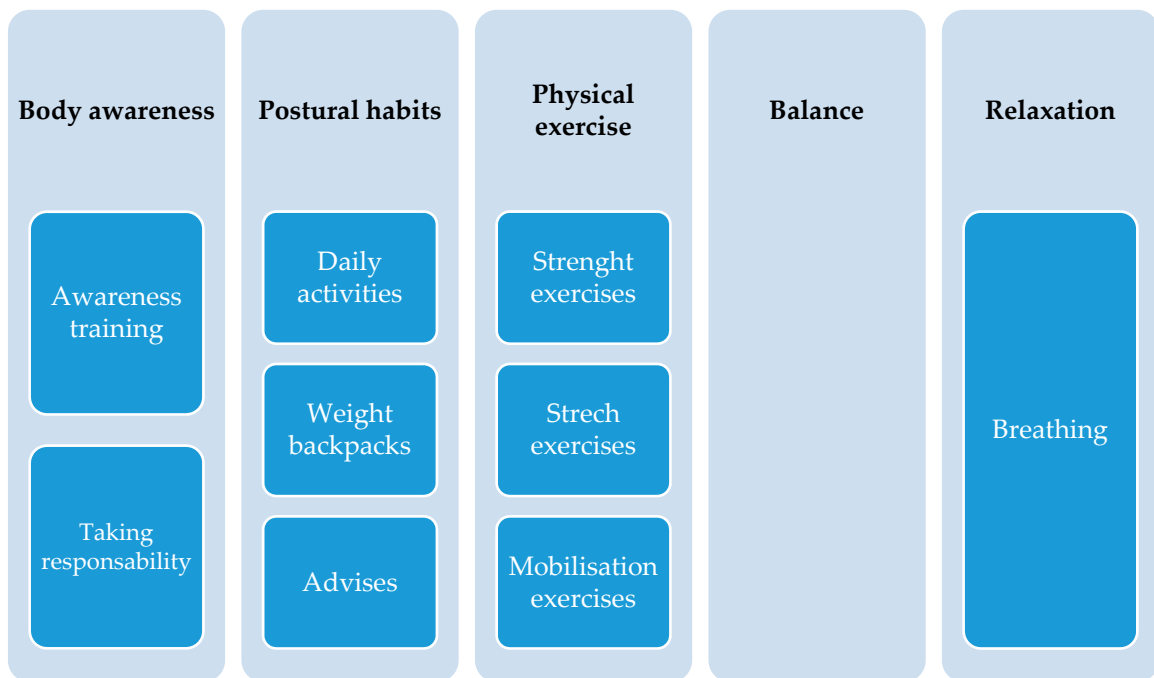 Body awareness
Awareness
training
Taking
responsability
Postural habits
Daily
activities
Weight
backpacks
Advises
Physical
exercise
Strenght
exercises
Strech
exercises
Mobilisation
exercises
Balance
Relaxation
Breathing